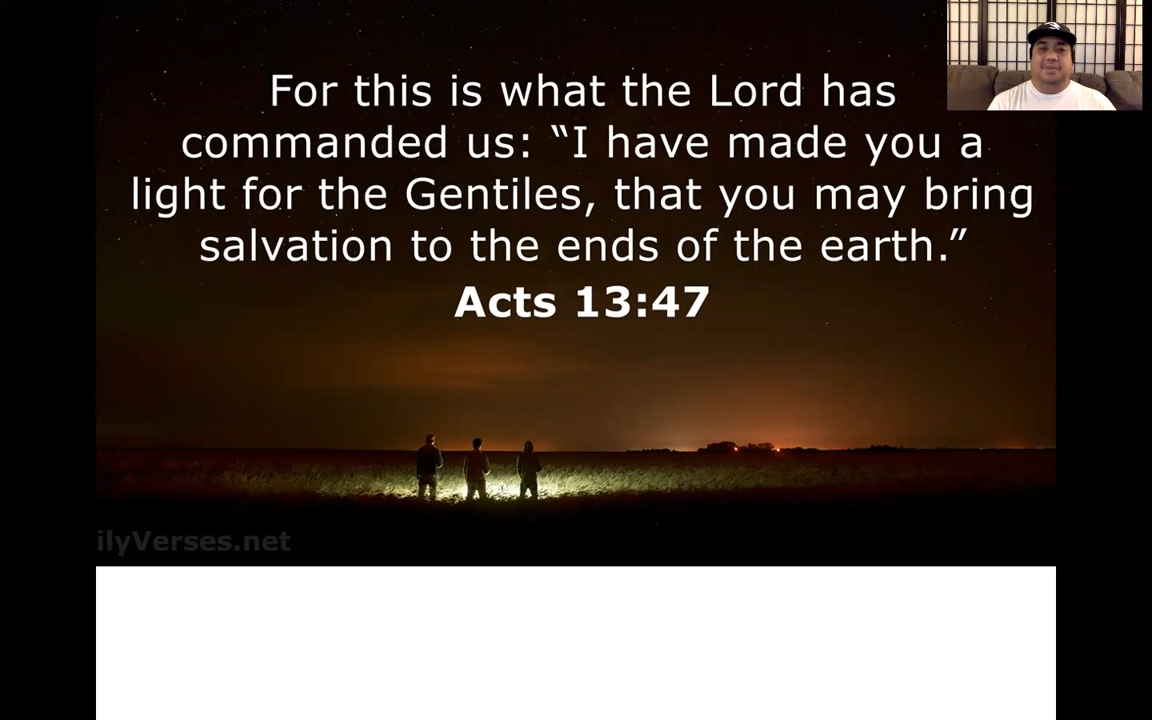 For this is what the Lord has
commanded us: “I have made you a
light for the Gentiles, that you may bring
salvation to the ends of the earth.”
Acts 13:47
ilyVerses.net